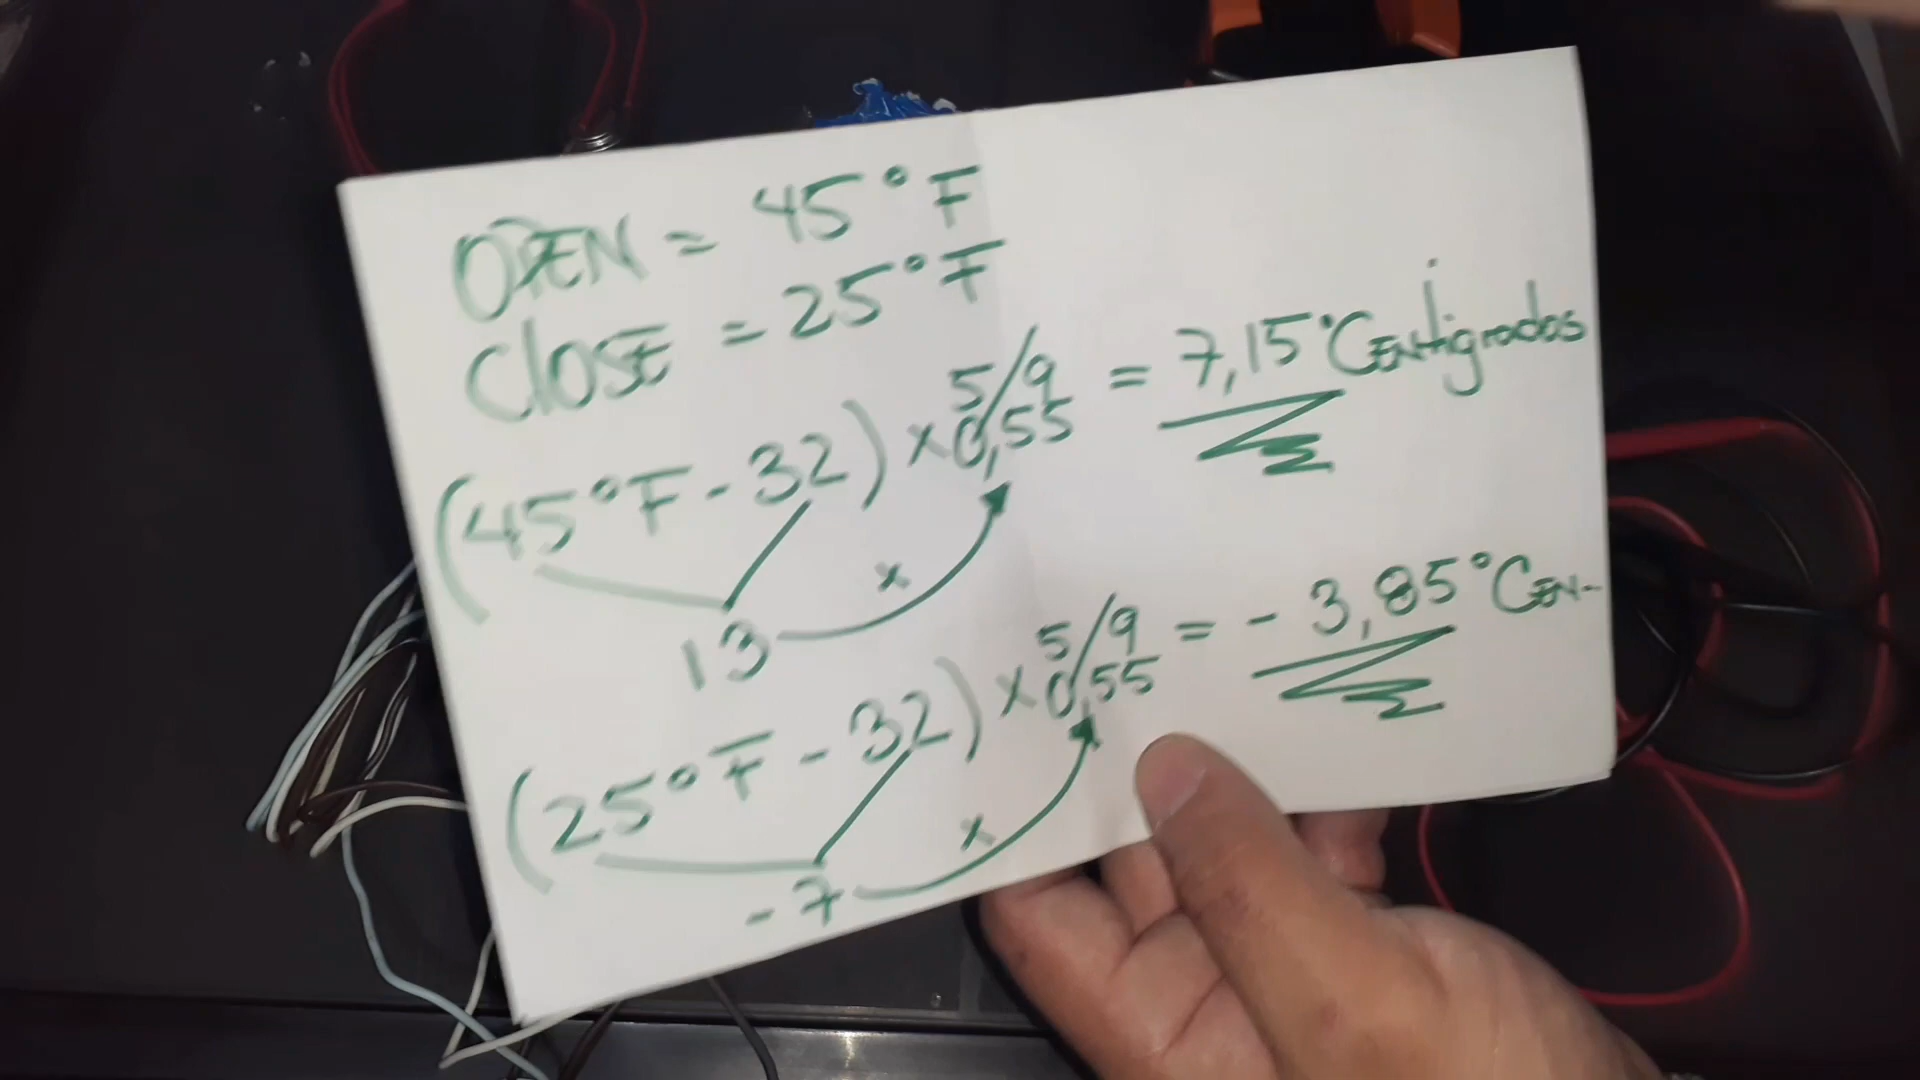 OPEN = 45°F
ClOSE = 25°F
(45°F - 32) x 5/9 0,55 = 7,15°CENtigrados
x
13
(25°F - 32) x 5/9 0,55 = - 3,85°CEN-
x
-7